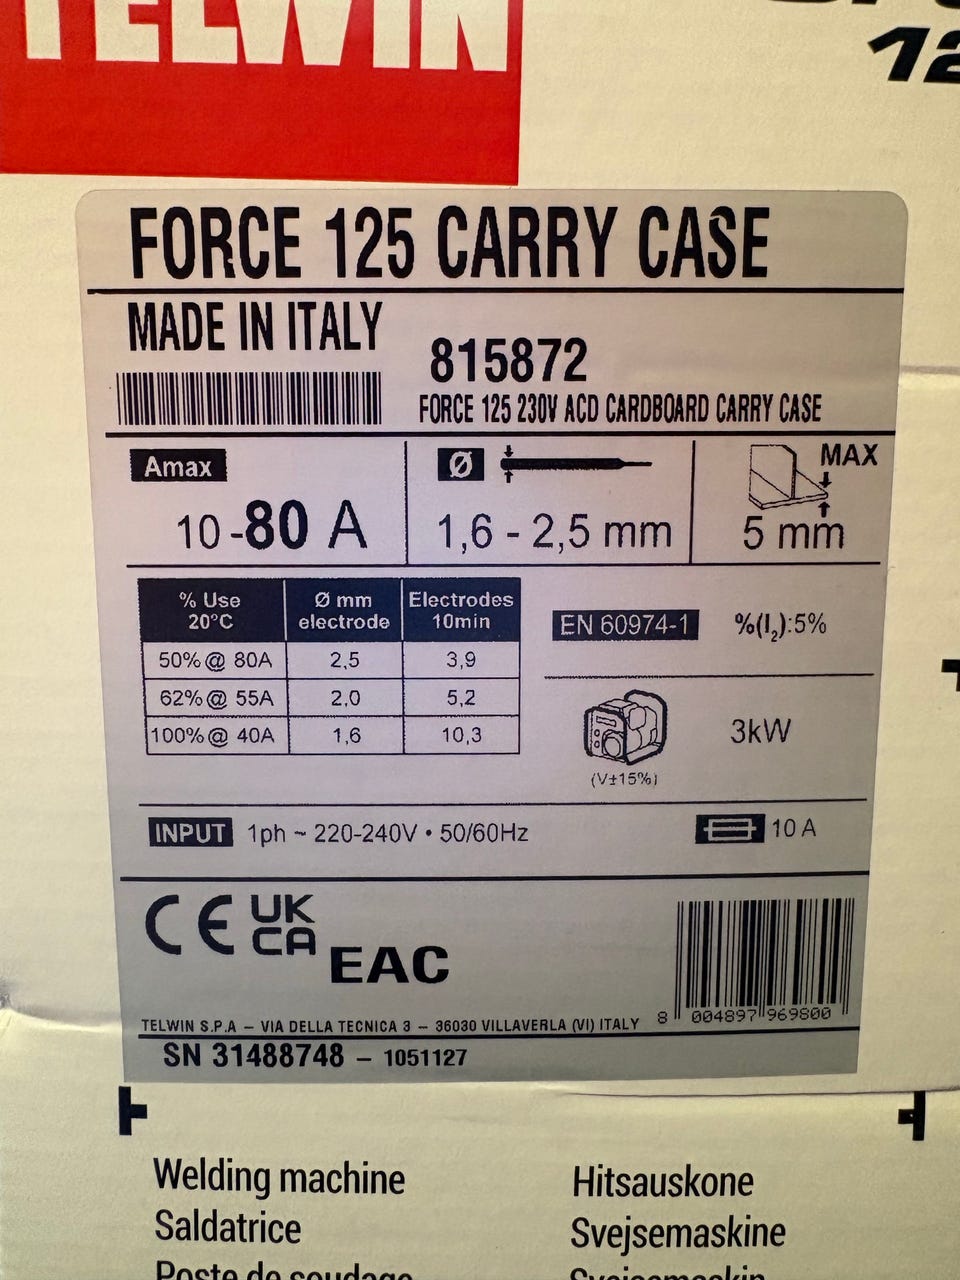 TELWIN
12
FORCE 125 CARRY CASE
MADE IN ITALY
815872
FORCE 125 230V ACD CARDBOARD CARRY CASE
Amax
10-80 A
Ø
1,6 - 2,5 mm
MAX
5 mm
% Use 20°C Ø mm electrode Electrodes 10min
50% @ 80A 2,5 3,9
62% @ 55A 2,0 5,2
100% @ 40A 1,6 10,3
EN 60974-1 %(I₂):5%
3kW
(V±15%)
INPUT 1ph ~ 220-240V • 50/60Hz
10 A
CE UK CA EAC
8 004897 969800
TELWIN S.P.A – VIA DELLA TECNICA 3 – 36030 VILLAVERLA (VI) ITALY
SN 31488748 – 1051127
Welding machine
Saldatrice
Poste de soudage
Hitsauskone
Svejsemaskine